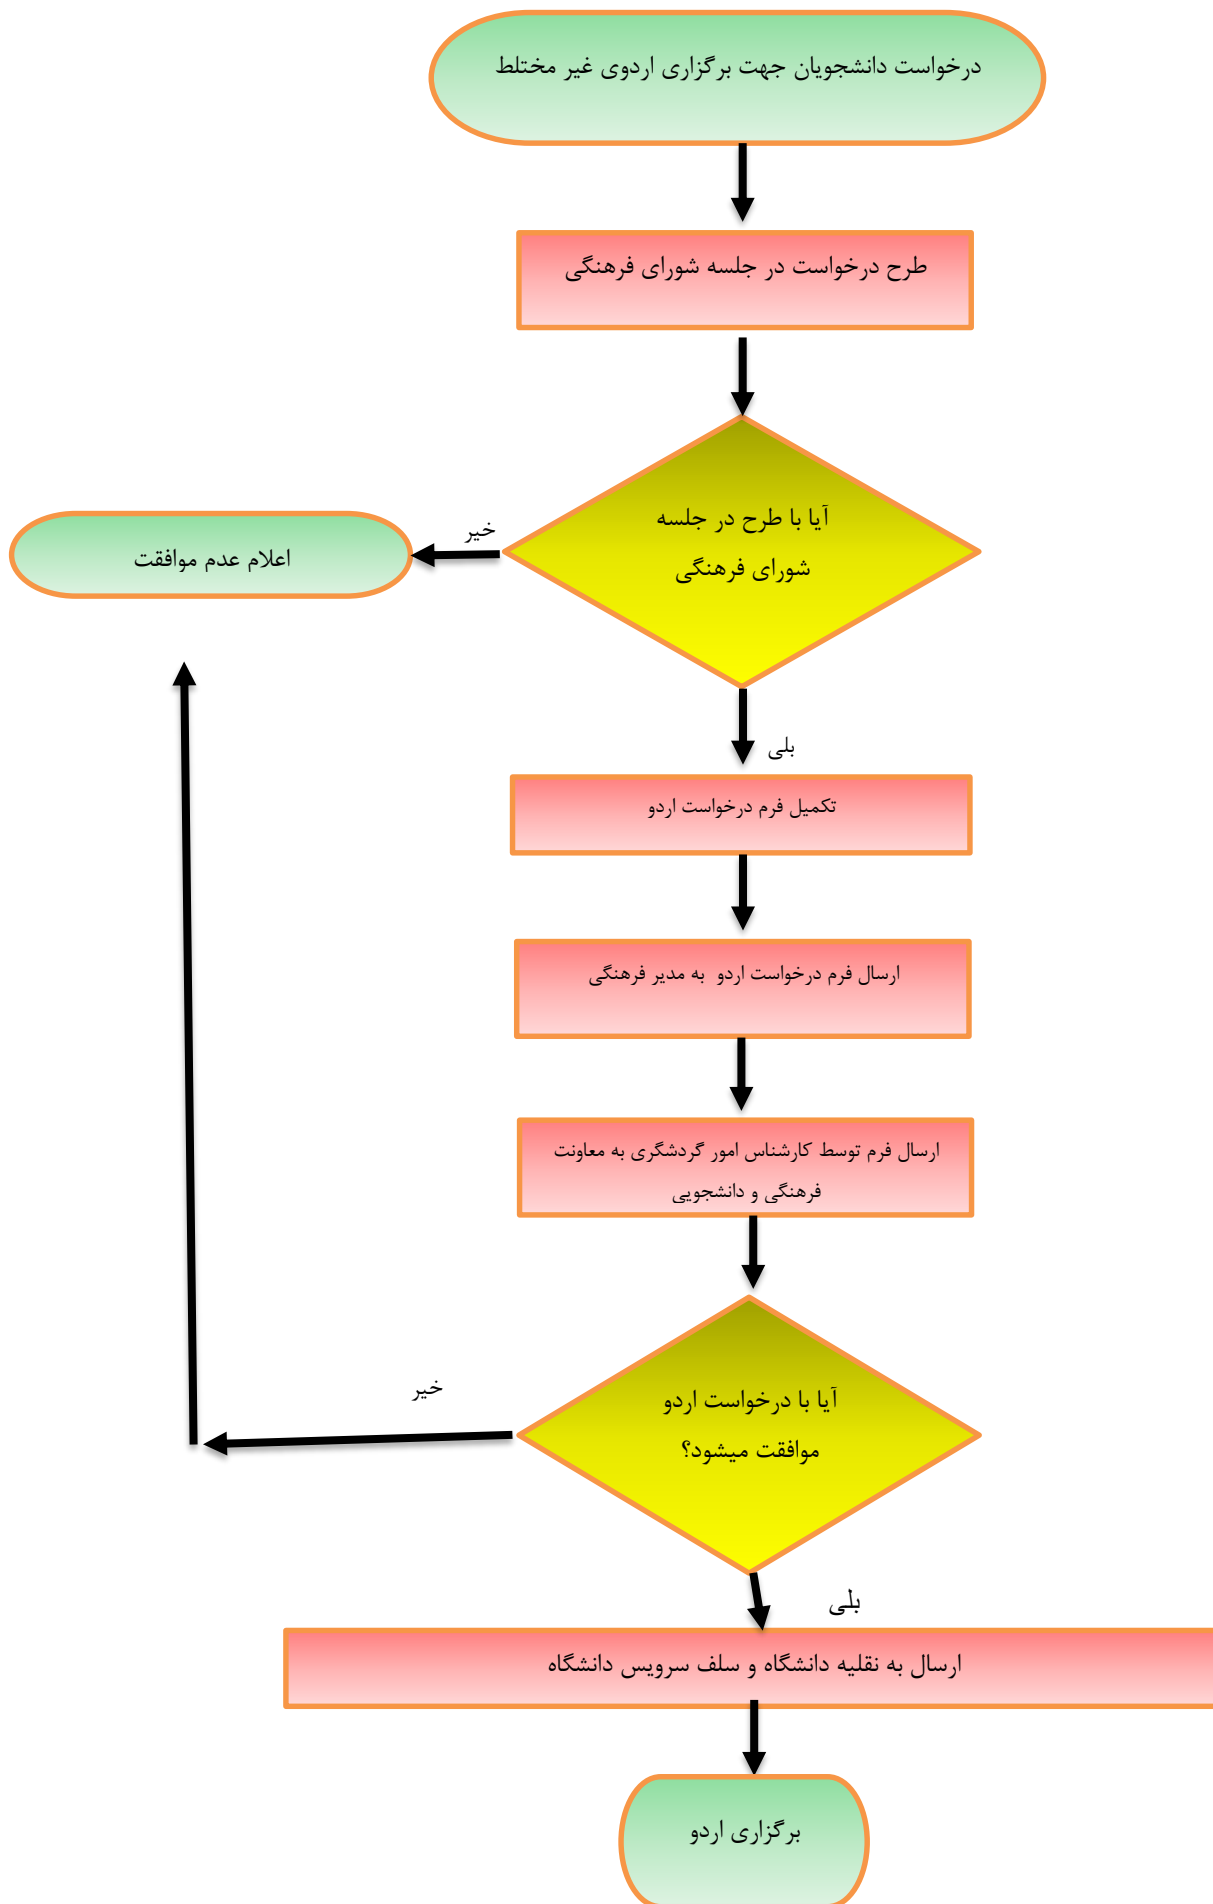 درخواست دانشجویان جهت برگزاری اردوی غیر مختلط
طرح درخواست در جلسه شورای فرهنگی
آیا با طرح در جلسه
شورای فرهنگی
خیر
اعلام عدم موافقت
بلی
تکمیل فرم درخواست اردو
ارسال فرم درخواست اردو به مدیر فرهنگی
ارسال فرم توسط کارشناس امور گردشگری به معاونت
فرهنگی و دانشجویی
آیا با درخواست اردو
موافقت میشود؟
خیر
بلی
ارسال به نقلیه دانشگاه و سلف سرویس دانشگاه
برگزاری اردو